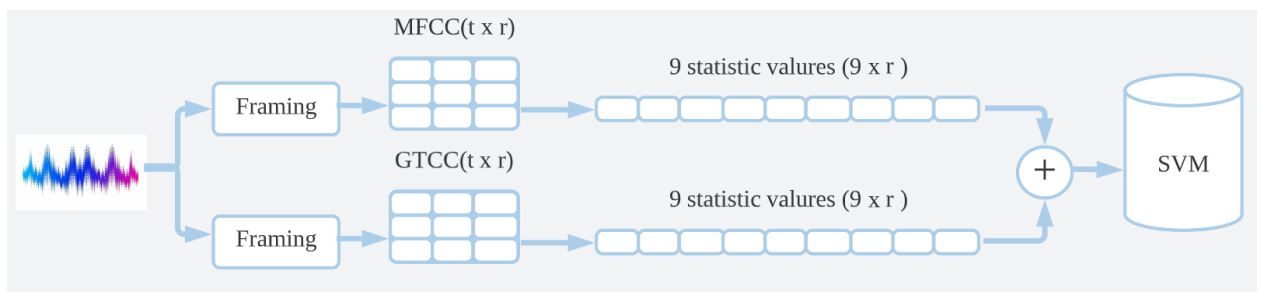 MFCC(t x r)
9 statistic valures (9 x r )
Framing
GTCC(t x r)
SVM
+
9 statistic valures (9 x r )
Framing